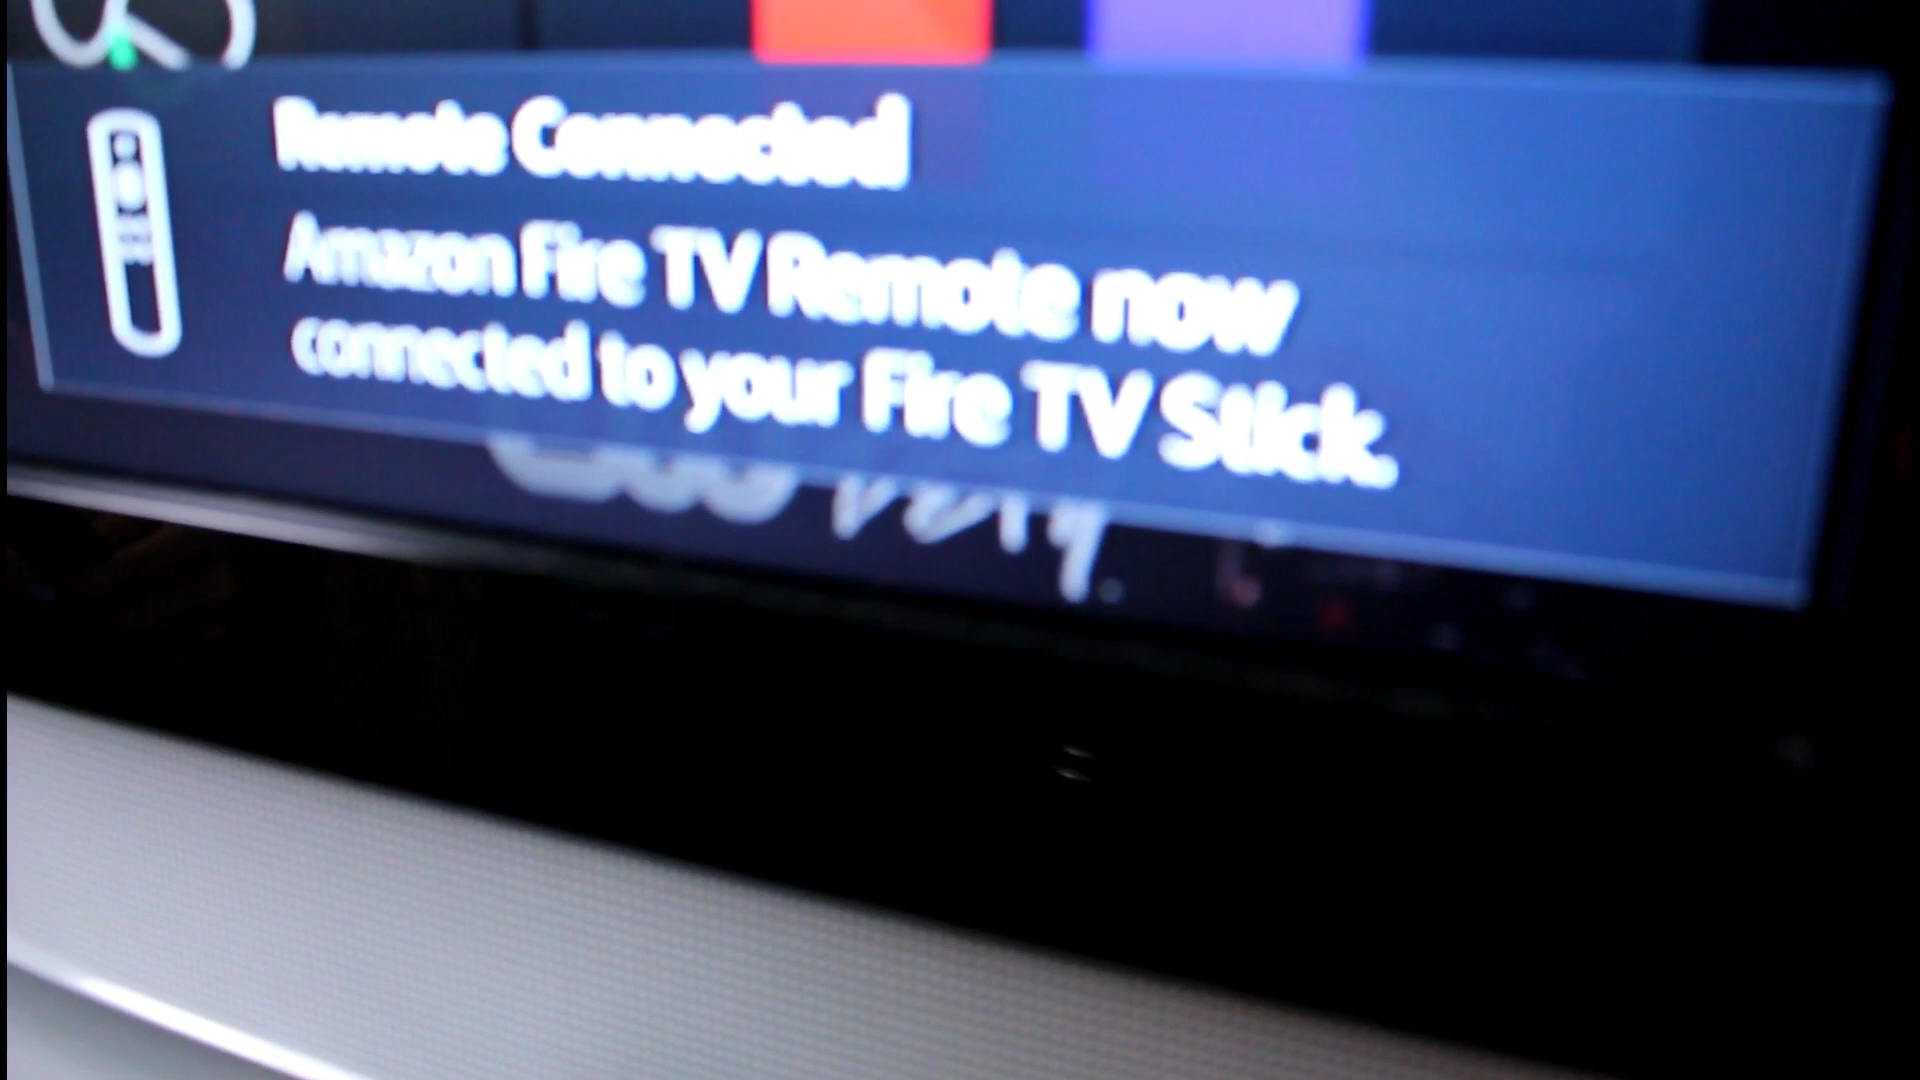 Remote Connected
Amazon Fire TV Remote now
connected to your Fire TV Stick.